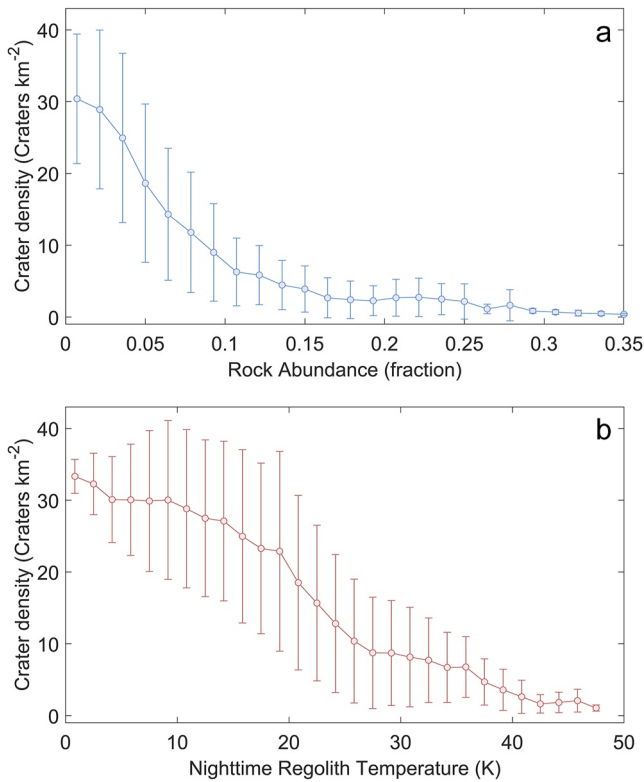 a
40
30
20
10
0
Crater density (Craters km-2)
0 0.05 0.1 0.15 0.2 0.25 0.3 0.35
Rock Abundance (fraction)
b
40
30
20
10
0
Crater density (Craters km-2)
0 10 20 30 40 50
Nighttime Regolith Temperature (K)